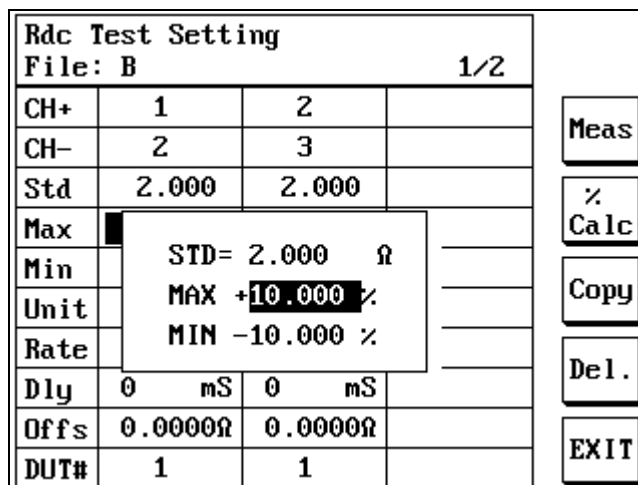 Rdc Test Setting
File: B 1/2
CH+ 1 2
CH- 2 3
Std 2.000 2.000
Max
Min
Unit
Rate
Dly 0 mS 0 mS
Offs 0.0000Ω 0.0000Ω
DUT# 1 1
STD= 2.000 Ω
MAX +10.000 %
MIN -10.000 %
Meas
% Calc
Copy
Del.
EXIT